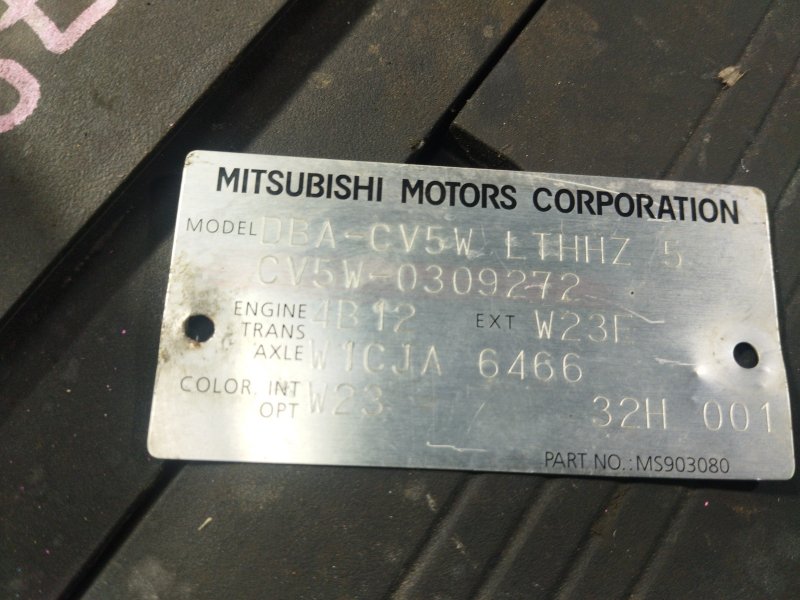 MITSUBISHI MOTORS CORPORATION
MODEL DBA-CV5W LTHHZ 5
CV5W-0309272
ENGINE 4B12 EXT W23
TRANS
AXLE W1CJA 6466
COLOR, INT W23
OPT 32H 001
PART NO.:MS903080